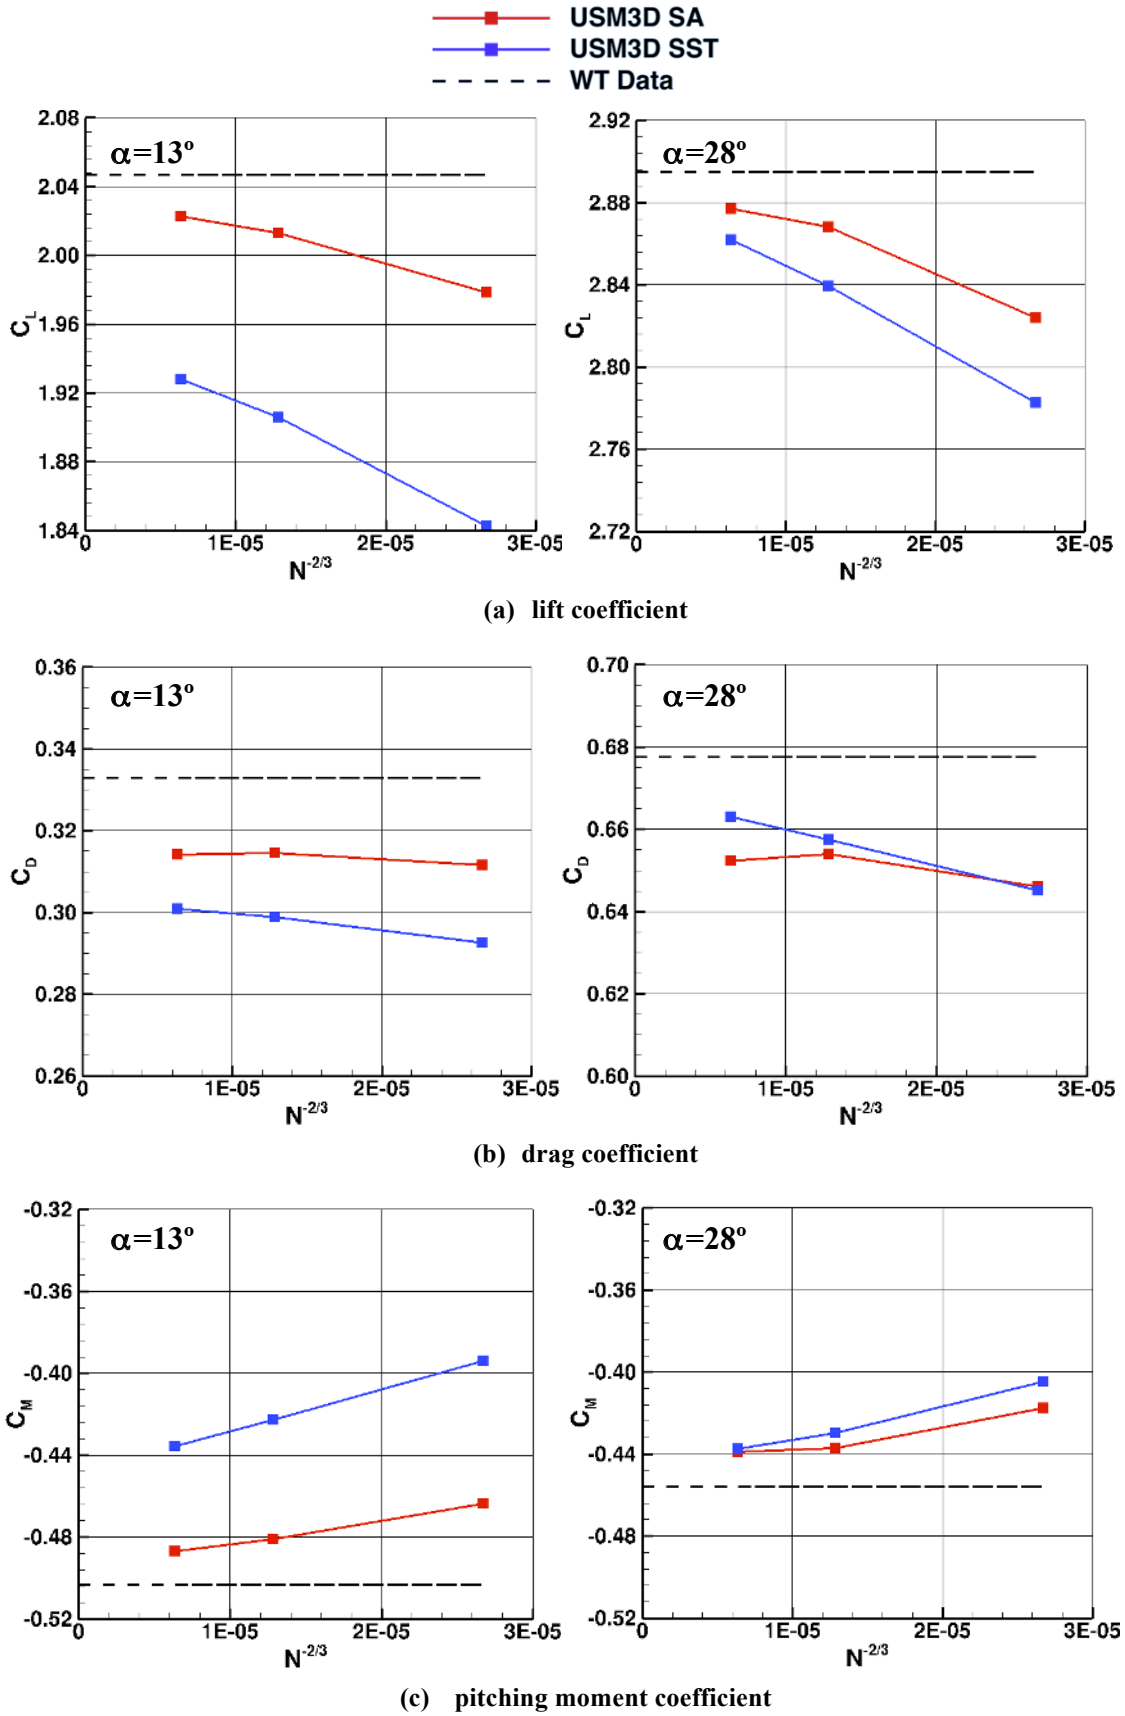 USM3D SA
USM3D SST
WT Data
α=13º
2.08
2.04
2.00
1.96
1.92
1.88
1.84
C_L
0 1E-05 2E-05 3E-05
N^-2/3
α=28º
2.92
2.88
2.84
2.80
2.76
2.72
C_L
0 1E-05 2E-05 3E-05
N^-2/3
(a) lift coefficient
α=13º
0.36
0.34
0.32
0.30
0.28
0.26
C_D
0 1E-05 2E-05 3E-05
N^-2/3
α=28º
0.70
0.68
0.66
0.64
0.62
0.60
C_D
0 1E-05 2E-05 3E-05
N^-2/3
(b) drag coefficient
α=13º
-0.32
-0.36
-0.40
-0.44
-0.48
-0.52
C_M
0 1E-05 2E-05 3E-05
N^-2/3
α=28º
-0.32
-0.36
-0.40
-0.44
-0.48
-0.52
C_M
0 1E-05 2E-05 3E-05
N^-2/3
(c) pitching moment coefficient